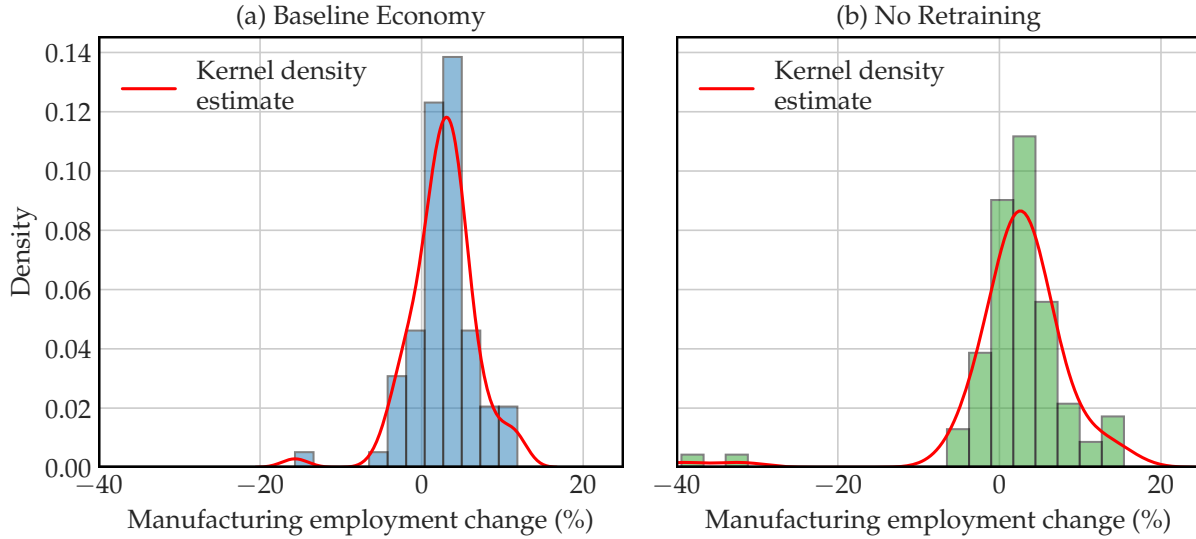 (a) Baseline Economy
(b) No Retraining
Kernel density
estimate
Kernel density
estimate
Density
0.14
0.12
0.10
0.08
0.06
0.04
0.02
0.00
−40
−20
0
20
−40
−20
0
20
Manufacturing employment change (%)
Manufacturing employment change (%)